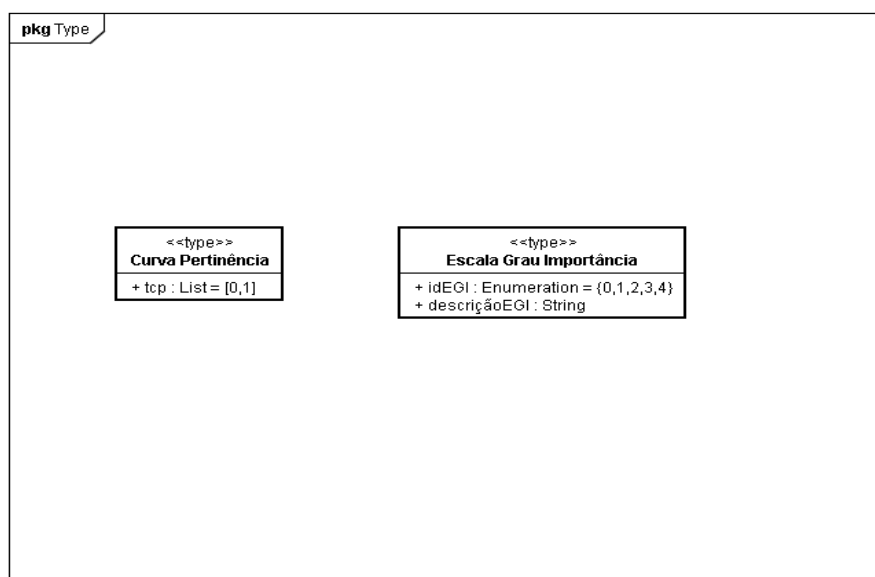 pkg Type
<<type>>
Curva Pertinência
+ tcp : List = [0,1]
<<type>>
Escala Grau Importância
+ idEGI : Enumeration = {0,1,2,3,4}
+ descriçãoEGI : String